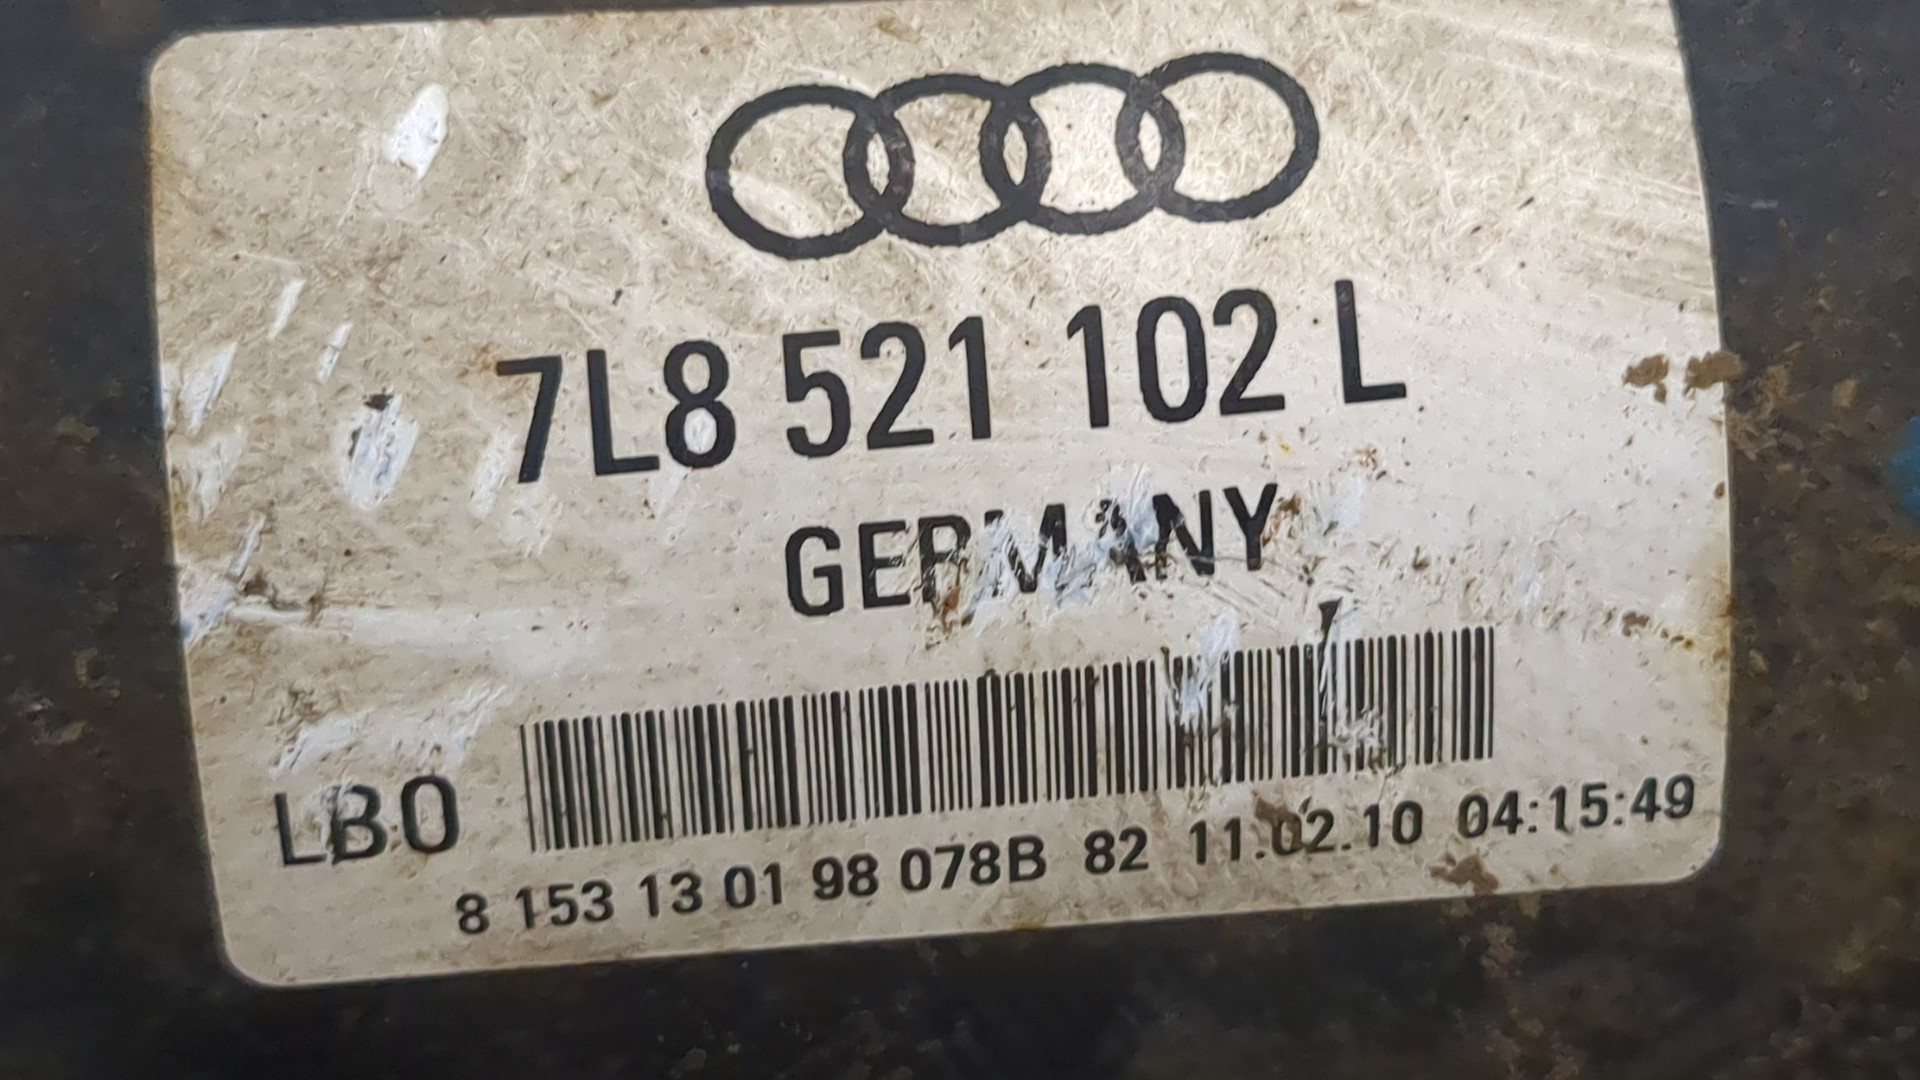 7L8 521 102 L
GERMANY
LBO
8 153 13 01 98 078B 82 11.02.10 04:15:49